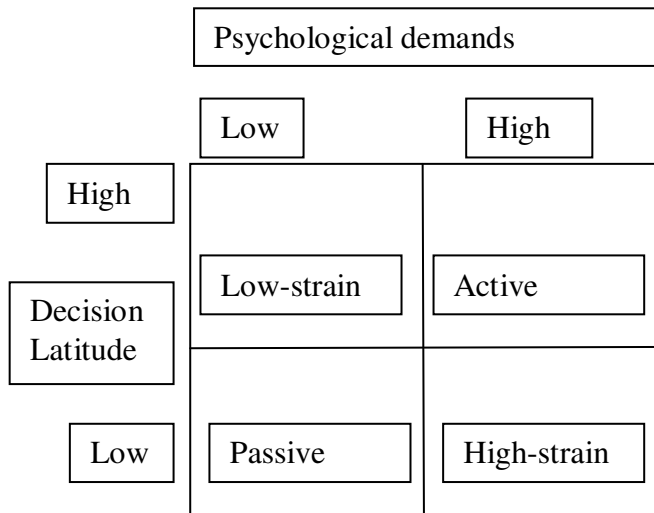 Psychological demands
Low
High
High
Low-strain
Active
Decision
Latitude
Low
Passive
High-strain